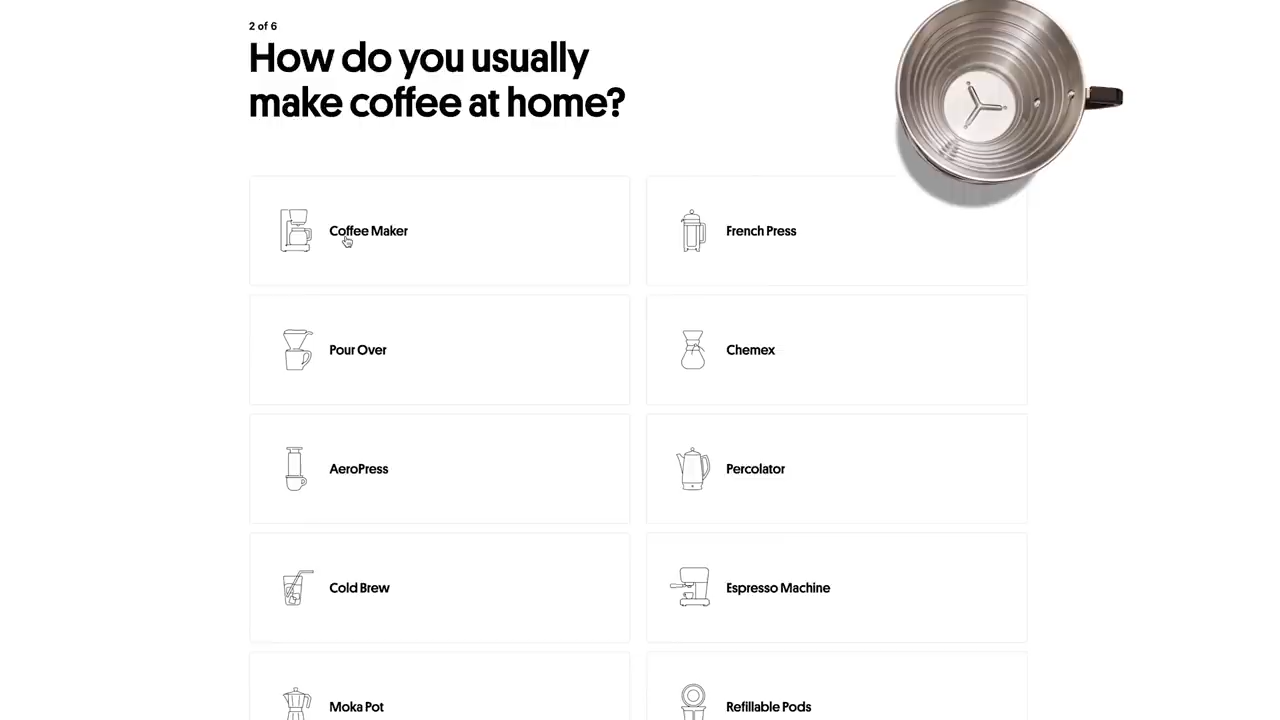 2 of 6
How do you usually
make coffee at home?
Coffee Maker
French Press
Pour Over
Chemex
AeroPress
Percolator
Cold Brew
Espresso Machine
Moka Pot
Refillable Pods